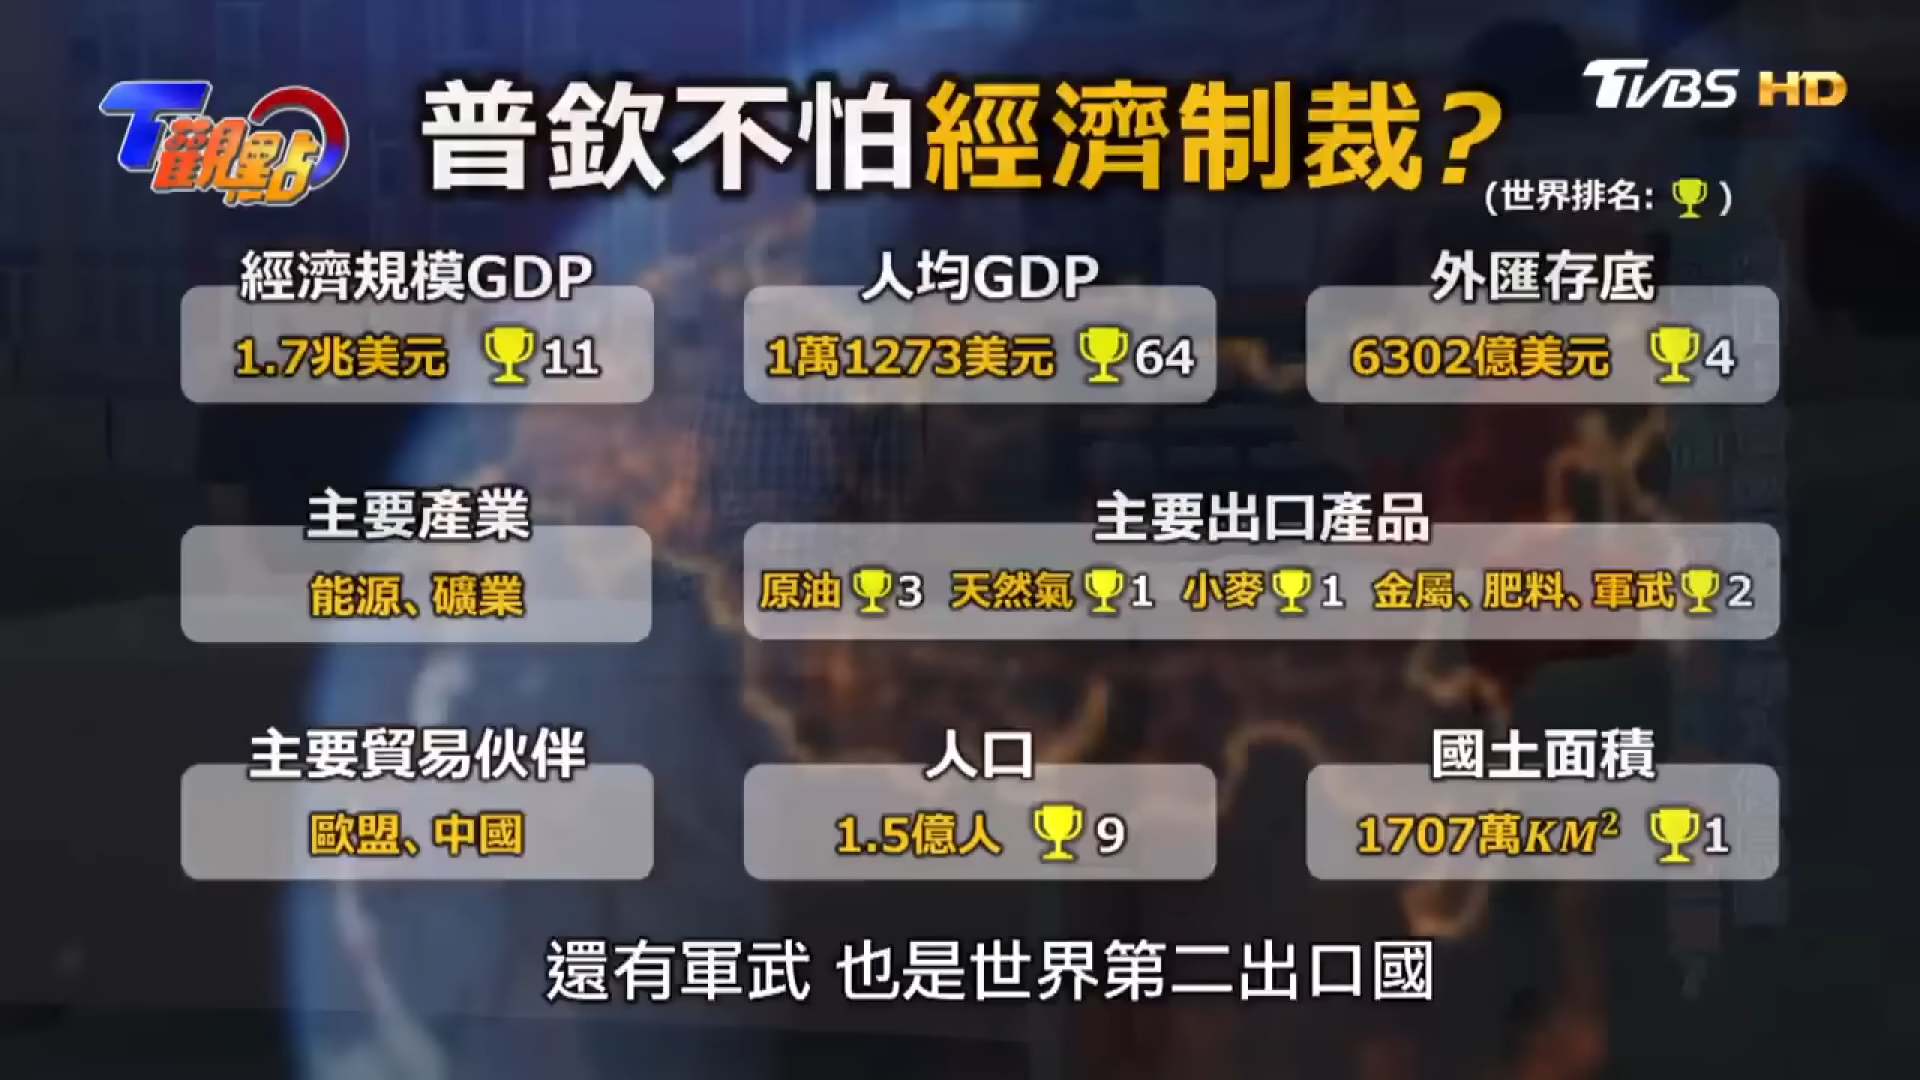 T觀點
TVBS HD
普欽不怕經濟制裁?
(世界排名: )
經濟規模GDP
1.7兆美元 11
人均GDP
1萬1273美元 64
外匯存底
6302億美元 4
主要產業
能源、礦業
主要出口產品
原油 3 天然氣 1 小麥 1 金屬、肥料、軍武 2
主要貿易伙伴
歐盟、中國
人口
1.5億人 9
國土面積
1707萬KM² 1
還有軍武 也是世界第二出口國